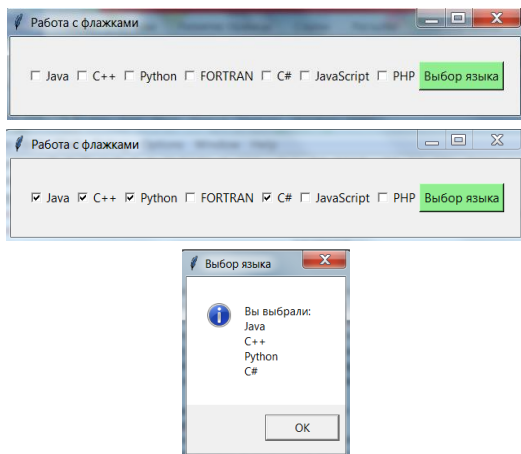 Работа с флажками
Java C++ Python FORTRAN C# JavaScript PHP Выбор языка
Работа с флажками
Java C++ Python FORTRAN C# JavaScript PHP Выбор языка
Выбор языка
Вы выбрали:
Java
C++
Python
C#
OK